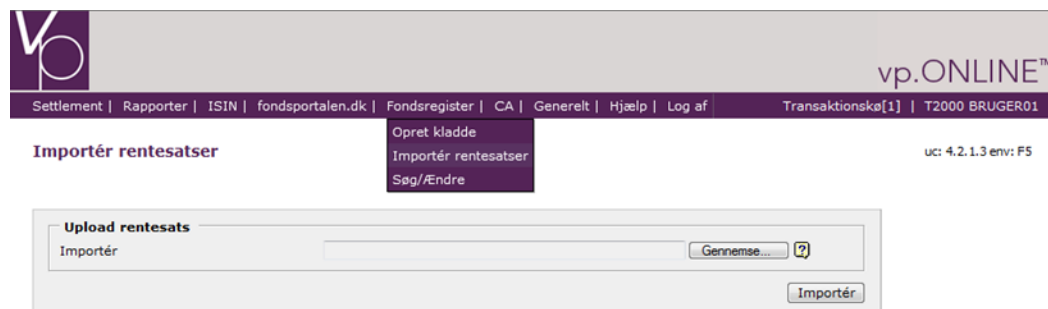 vp
vp.ONLINE™
Settlement | Rapporter | ISIN | fondsportalen.dk | Fondsregister | CA | Generelt | Hjælp | Log af Transaktionskø[1] | T2000 BRUGER01
Opret kladde
Importér rentesatser
Søg/Ændre
Importér rentesatser uc: 4.2.1.3 env: F5
Upload rentesats
Importér Gennemse... ?
Importér